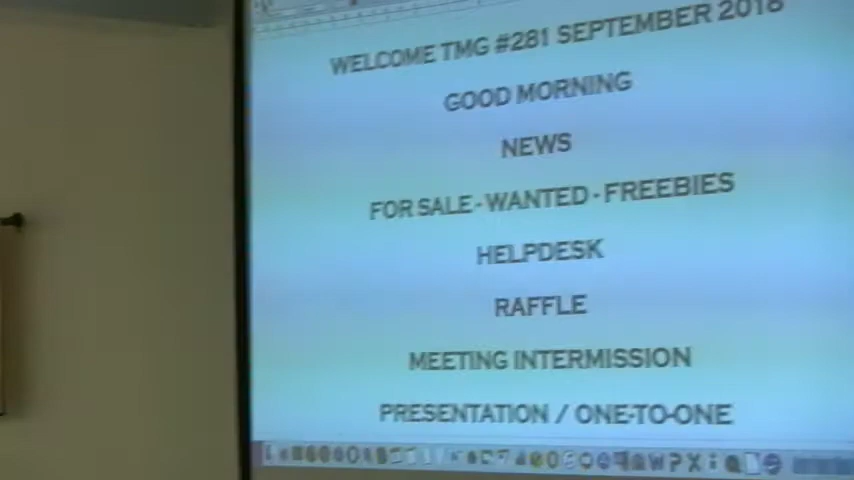 WELCOME TMG #281 SEPTEMBER 2018
GOOD MORNING
NEWS
FOR SALE - WANTED - FREEBIES
HELPDESK
RAFFLE
MEETING INTERMISSION
PRESENTATION / ONE-TO-ONE